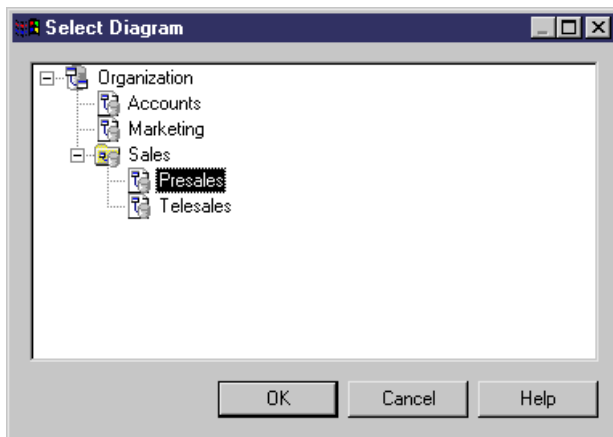 Select Diagram
Organization
Accounts
Marketing
Sales
Presales
Telesales
OK Cancel Help